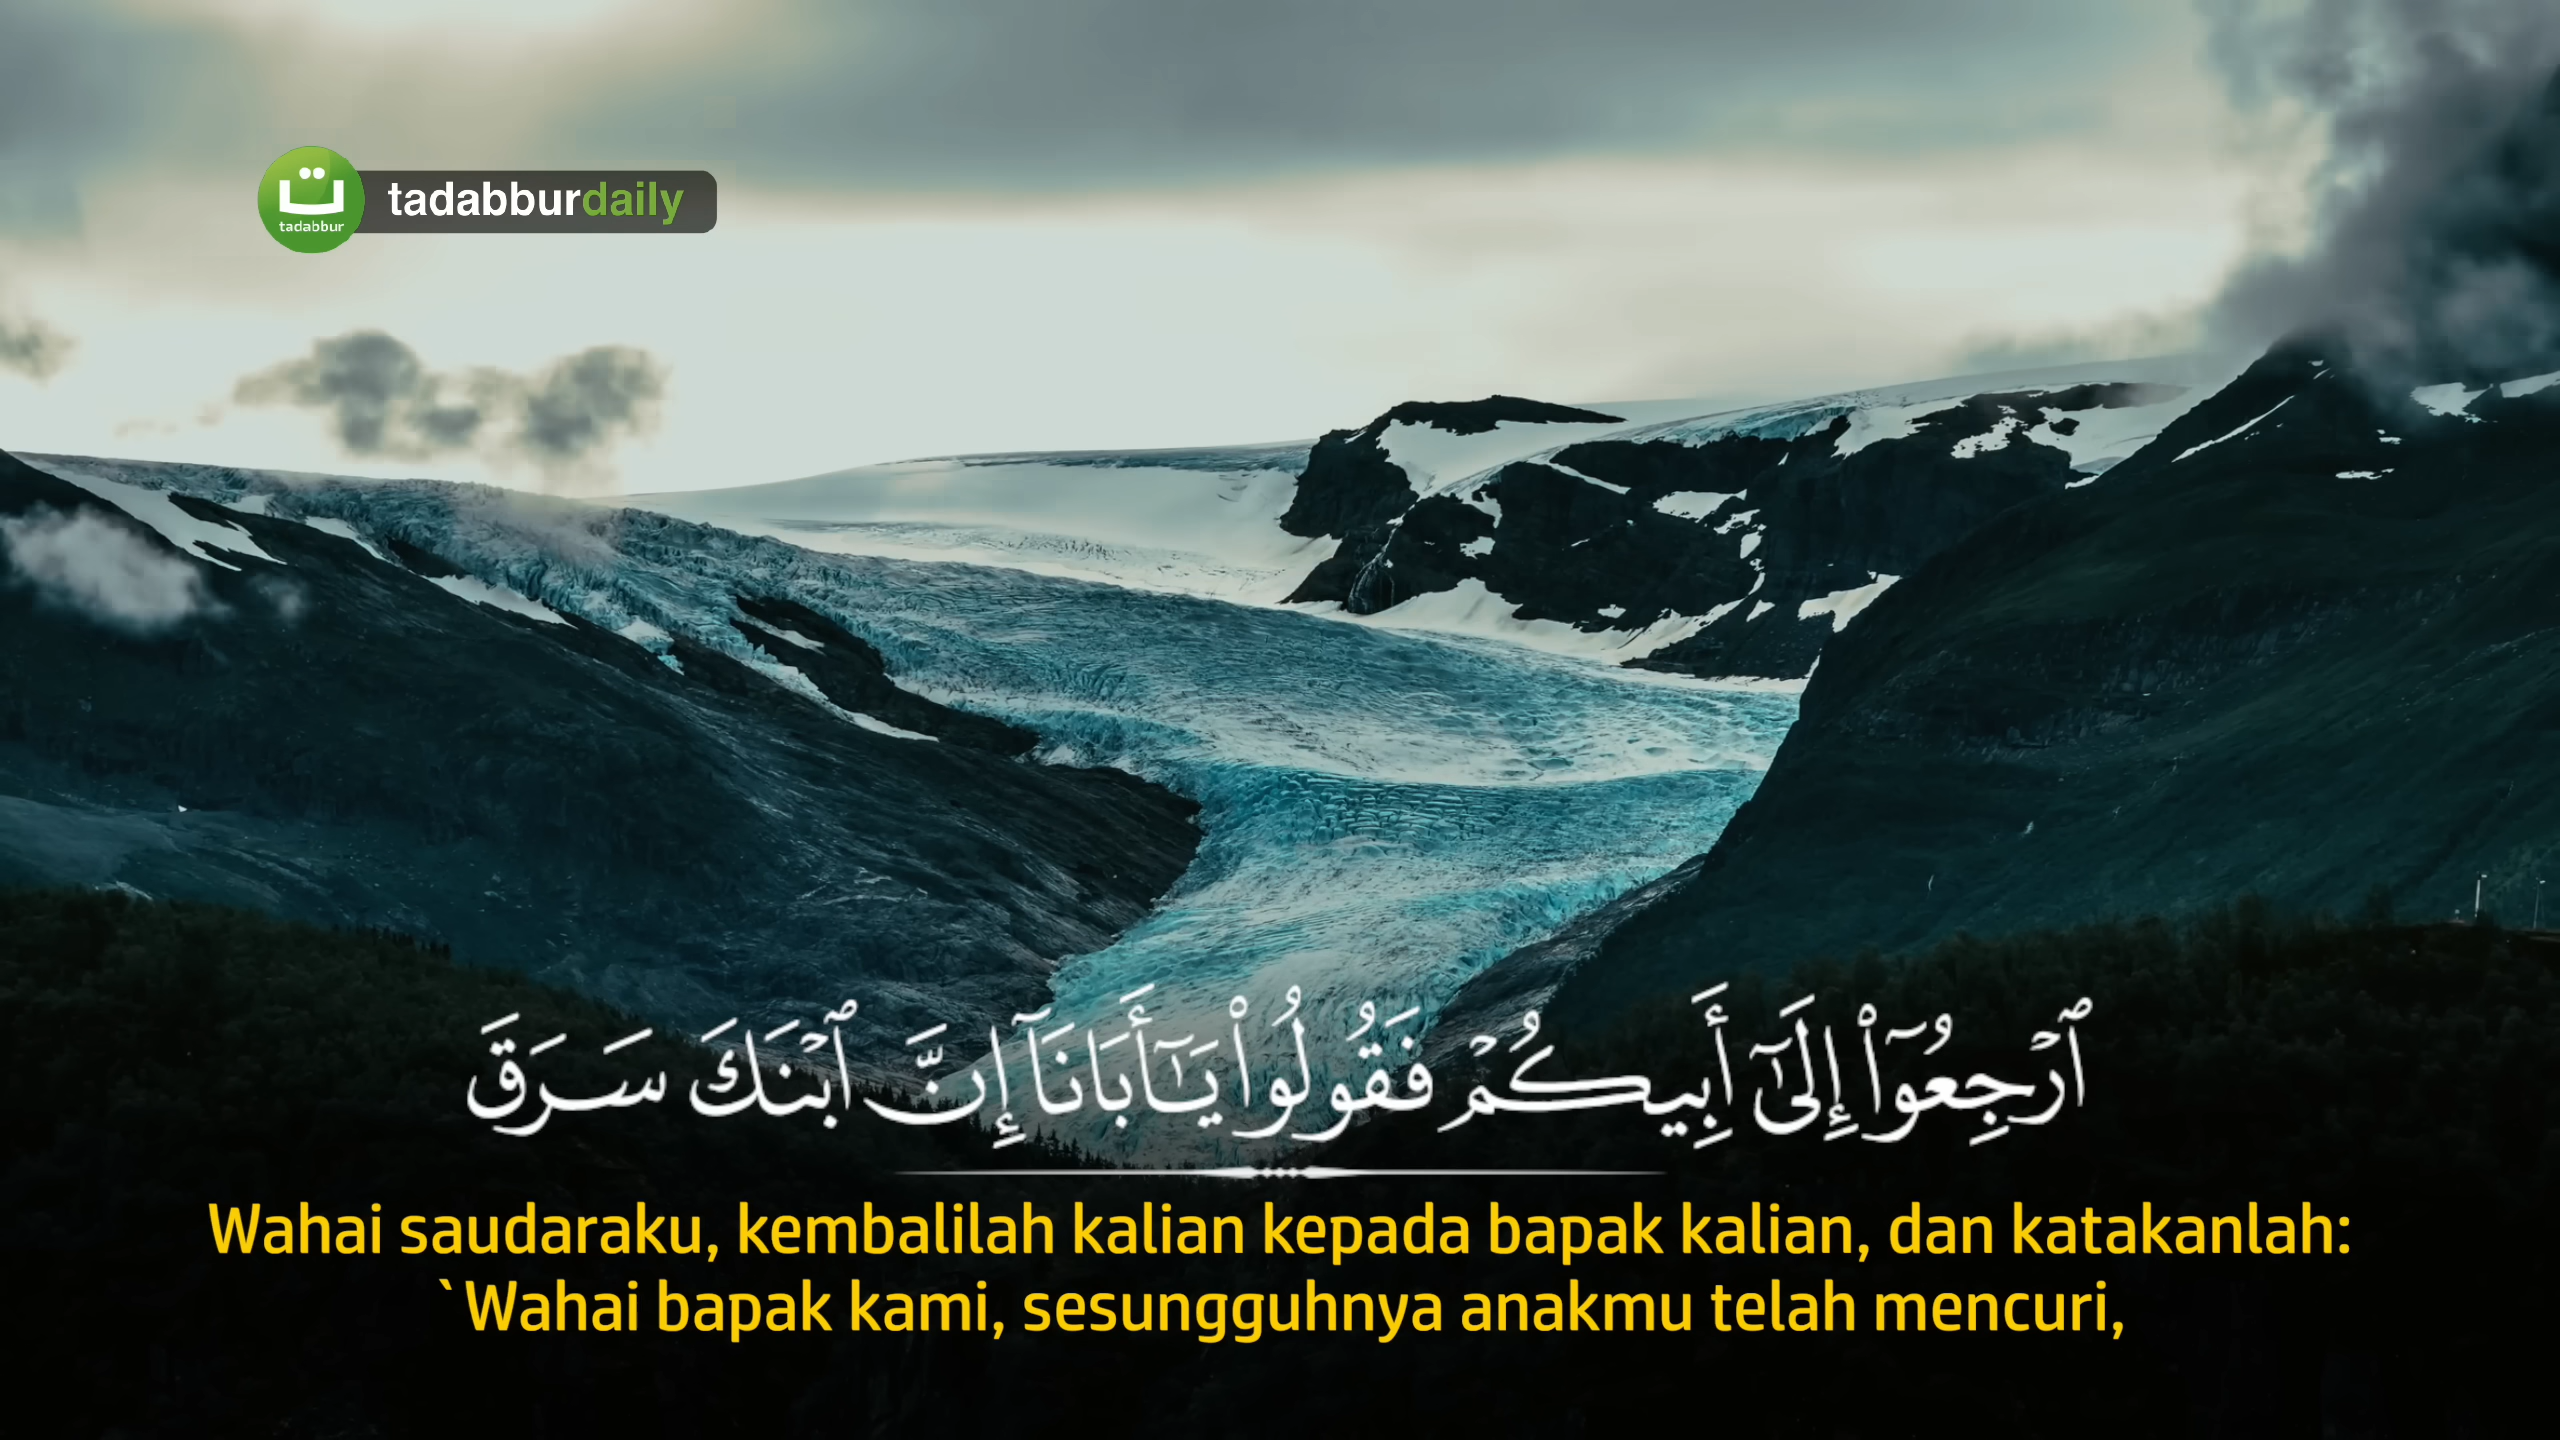 ت
tadabbur
tadabburdaily
ٱرْجِعُوٓا۟ إِلَىٰٓ أَبِيكُمْ فَقُولُوا۟ يَـٰٓأَبَانَآ إِنَّ ٱبْنَكَ سَرَقَ
Wahai saudaraku, kembalilah kalian kepada bapak kalian, dan katakanlah:
`Wahai bapak kami, sesungguhnya anakmu telah mencuri,